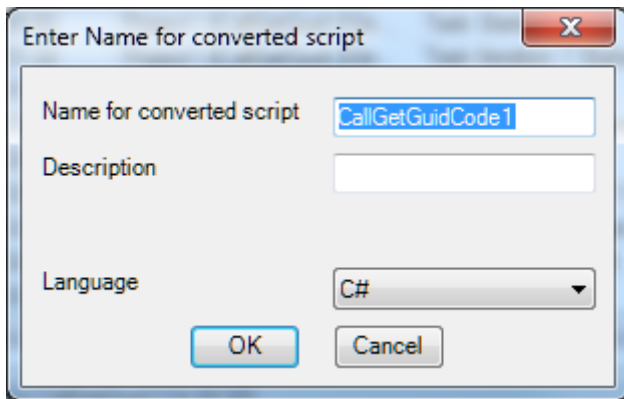 Enter Name for converted script
Name for converted script CallGetGuidCode1
Description
Language C#
OK Cancel